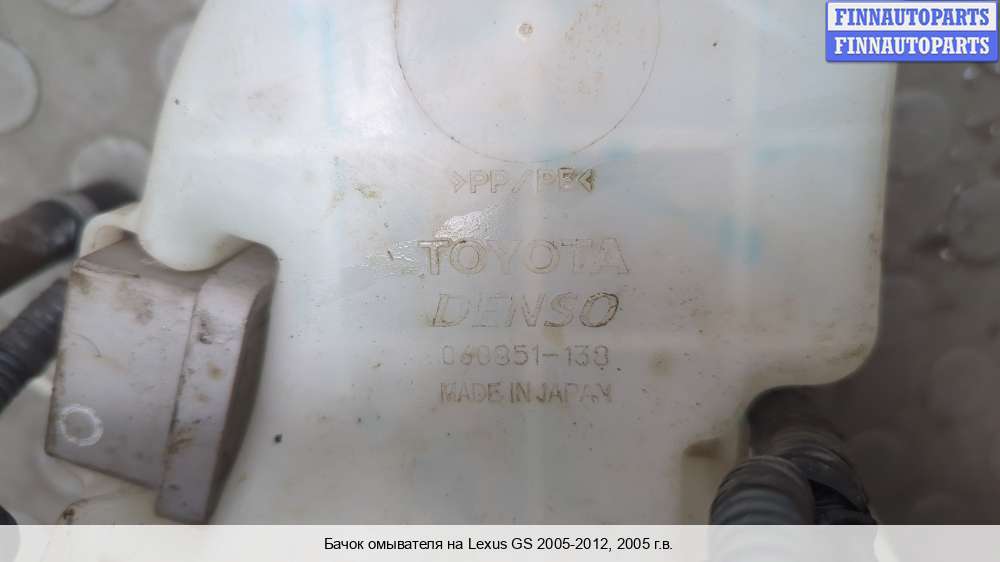 FINNAUTOPARTS
FINNAUTOPARTS
>PP/PE<
TOYOTA
DENSO
060851-138
MADE IN JAPAN
Бачок омывателя на Lexus GS 2005-2012, 2005 г.в.